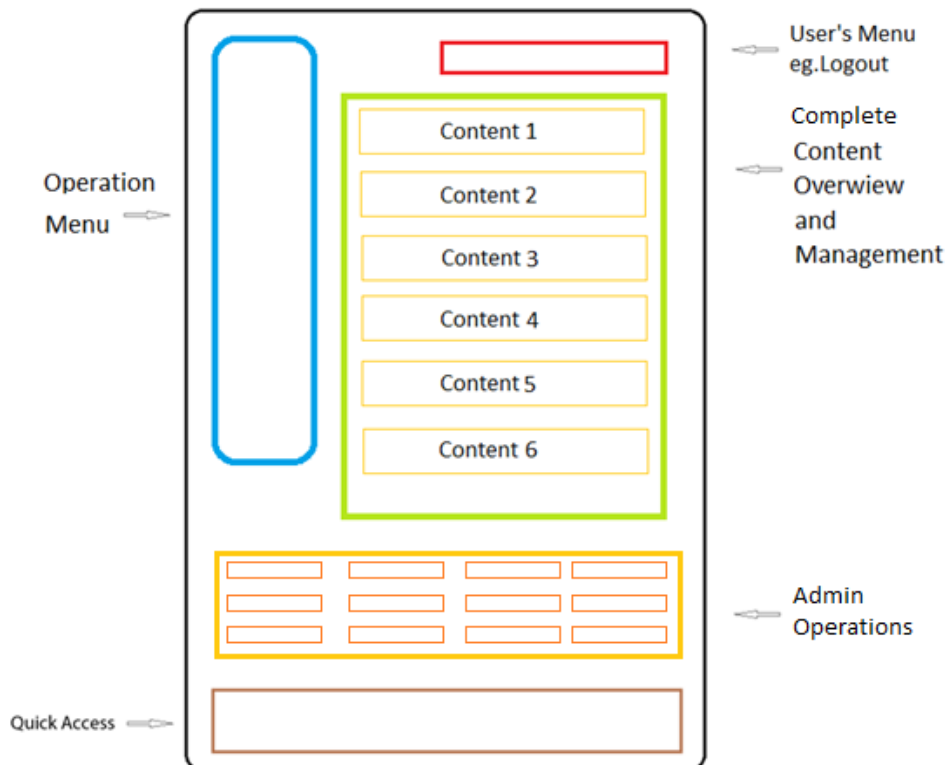 User's Menu
eg.Logout
Complete
Content
Overwiew
and
Management
Operation
Menu
Content 1
Content 2
Content 3
Content 4
Content 5
Content 6
Admin
Operations
Quick Access